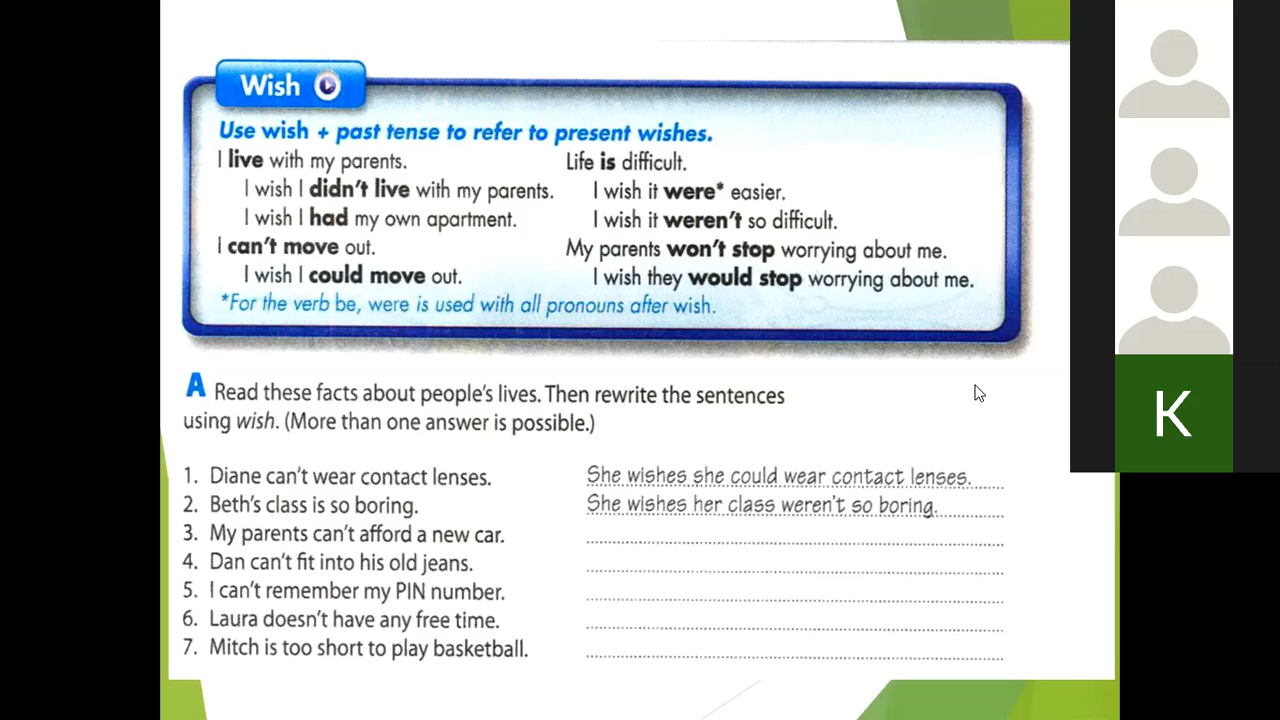 Wish
Use wish + past tense to refer to present wishes.
I live with my parents.
I wish I didn't live with my parents.
I wish I had my own apartment.
I can't move out.
I wish I could move out.
Life is difficult.
I wish it were* easier.
I wish it weren't so difficult.
My parents won't stop worrying about me.
I wish they would stop worrying about me.
*For the verb be, were is used with all pronouns after wish.
A Read these facts about people's lives. Then rewrite the sentences
using wish. (More than one answer is possible.)
1. Diane can't wear contact lenses. She wishes she could wear contact lenses.
2. Beth's class is so boring. She wishes her class weren't so boring.
3. My parents can't afford a new car.
4. Dan can't fit into his old jeans.
5. I can't remember my PIN number.
6. Laura doesn't have any free time.
7. Mitch is too short to play basketball.
K